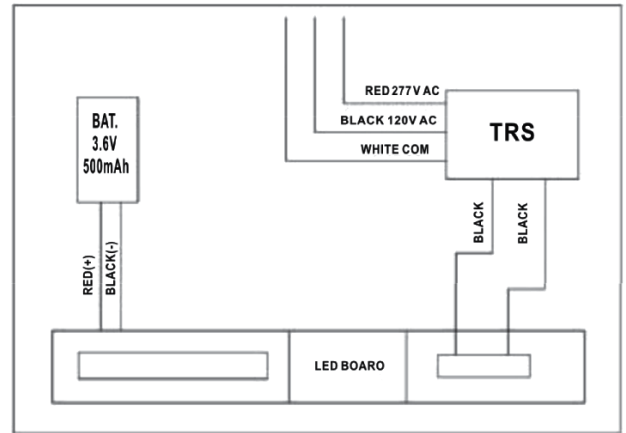 RED 277V AC
BLACK 120V AC
WHITE COM
TRS
BAT.
3.6V
500mAh
RED(+)
BLACK(-)
BLACK
BLACK
LED BOARO